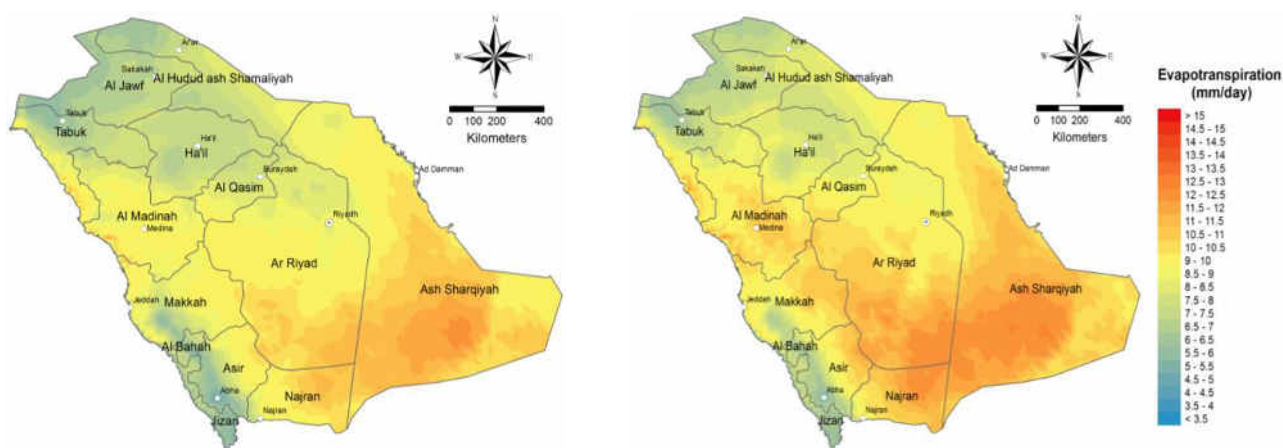 N
W E
S
0 100 200 400
Kilometers
Ar'ar
Sakakah
Al Jawf
Al Hudud ash Shamaliyah
Tabuk
Tabuk
Ha'il
Ha'il
Buraydah
Al Qasim
Ad Damman
Al Madinah
Medina
Riyadh
Ar Riyad
Ash Sharqiyah
Jeddah
Makkah
Al Bahah
Asir
Abha
Najran
Jizan
Najran
N
W E
S
0 100 200 400
Kilometers
Ar'ar
Sakakah
Al Jawf
Al Hudud ash Shamaliyah
Tabuk
Tabuk
Ha'il
Ha'il
Buraydah
Al Qasim
Ad Damman
Al Madinah
Medina
Riyadh
Ar Riyad
Ash Sharqiyah
Jeddah
Makkah
Al Bahah
Asir
Abha
Najran
Jizan
Najran
Evapotranspiration
(mm/day)
> 15
14.5 - 15
14.5 - 14
13.5 - 14
13 - 13.5
12.5 - 13
12 - 12.5
11.5 - 12
11 - 11.5
10.5 - 11
10 - 10.5
9 - 10
8.5 - 9
8 - 8.5
7.5 - 8
7 - 7.5
6.5 - 7
6 - 6.5
5.5 - 6
5 - 5.5
4.5 - 5
4 - 4.5
3.5 - 4
< 3.5